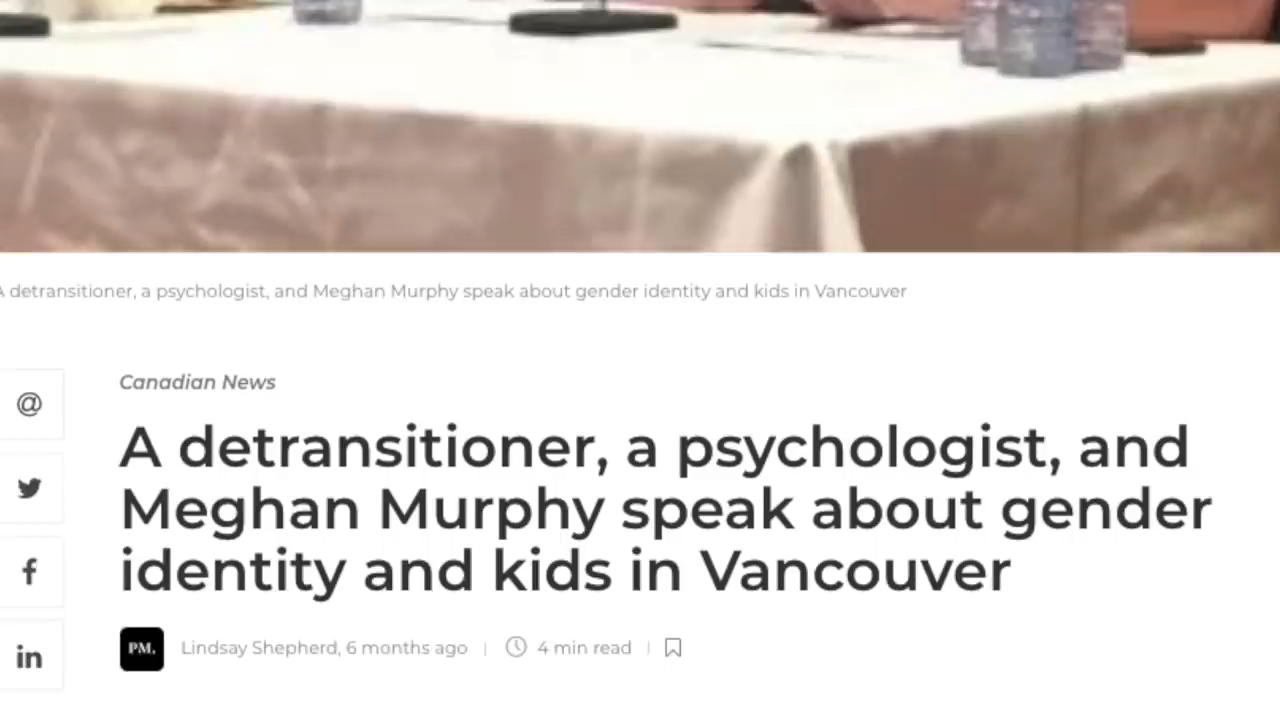 A detransitioner, a psychologist, and Meghan Murphy speak about gender identity and kids in Vancouver
Canadian News
A detransitioner, a psychologist, and
Meghan Murphy speak about gender
identity and kids in Vancouver
PM.
Lindsay Shepherd, 6 months ago
4 min read
@
f
in